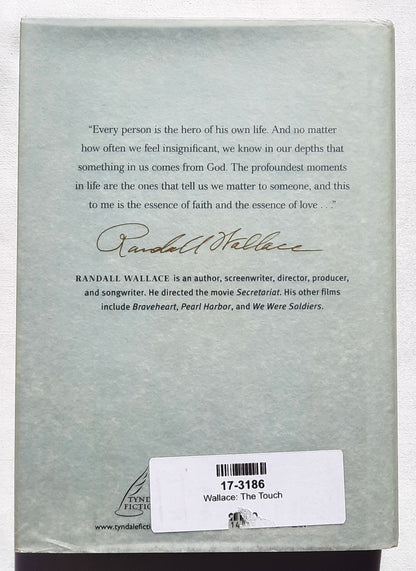 “Every person is the hero of his own life. And no matter
how often we feel insignificant, we know in our depths that
something in us comes from God. The profoundest moments
in life are the ones that tell us we matter to someone, and this
to me is the essence of faith and the essence of love . . .”
Randall Wallace
RANDALL WALLACE is an author, screenwriter, director, producer,
and songwriter. He directed the movie Secretariat. His other films
include Braveheart, Pearl Harbor, and We Were Soldiers.
17-3186
Wallace: The Touch
TYND
FICTIO
www.tyndalefictio